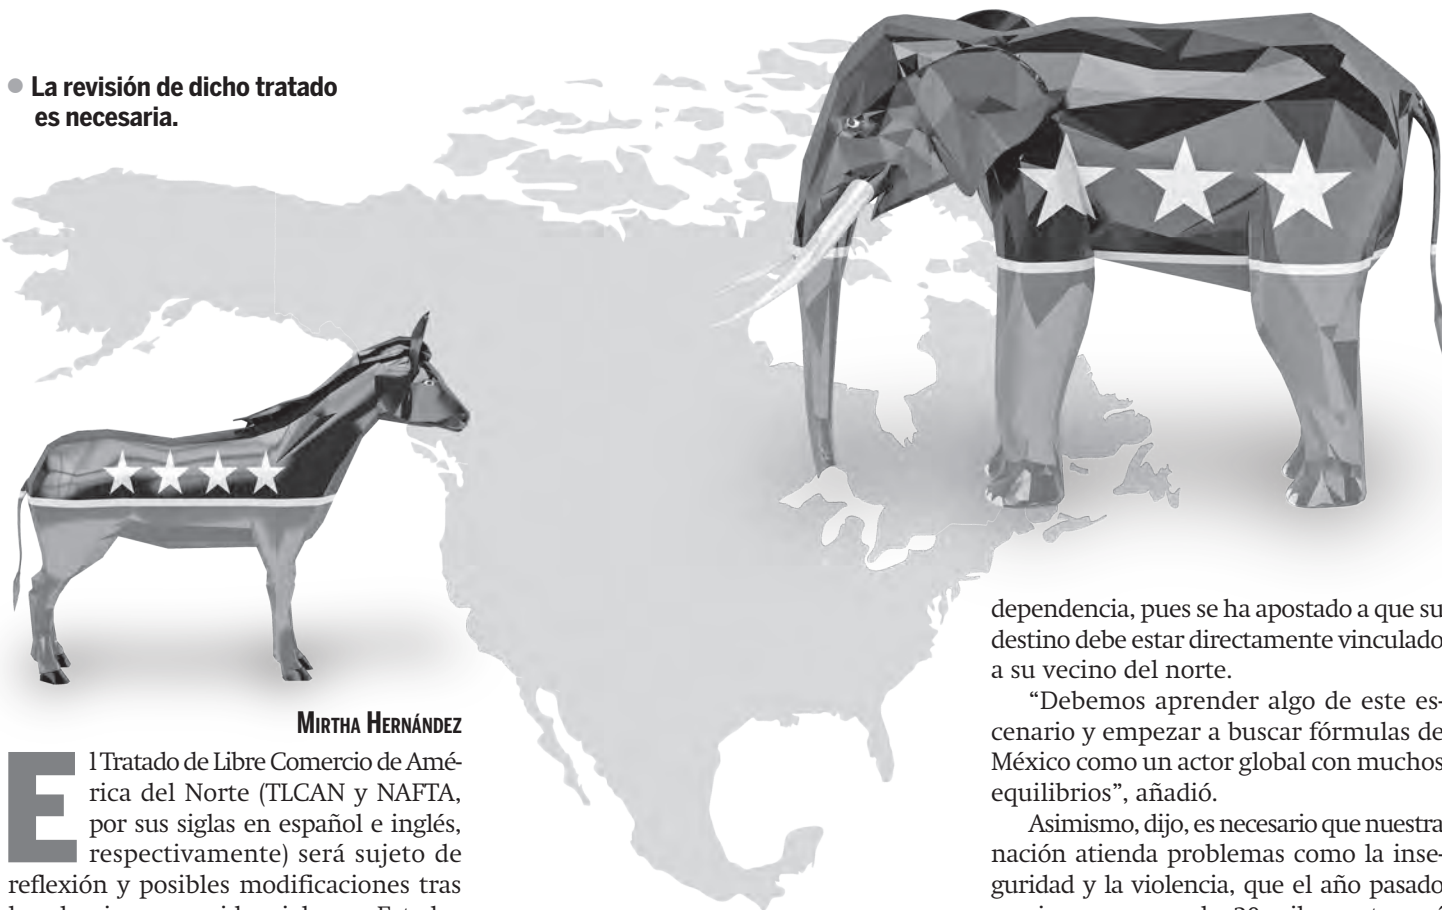 ● La revisión de dicho tratado
es necesaria.
MIRTHA HERNÁNDEZ
El Tratado de Libre Comercio de Amé-
rica del Norte (TLCAN y NAFTA,
por sus siglas en español e inglés,
respectivamente) será sujeto de
reflexión y posibles modificaciones tras
dependencia, pues se ha apostado a que su
destino debe estar directamente vinculado
a su vecino del norte.
“Debemos aprender algo de este es-
cenario y empezar a buscar fórmulas de
México como un actor global con muchos
equilibrios”, añadió.
Asimismo, dijo, es necesario que nuestra
nación atienda problemas como la inse-
guridad y la violencia, que el año pasado